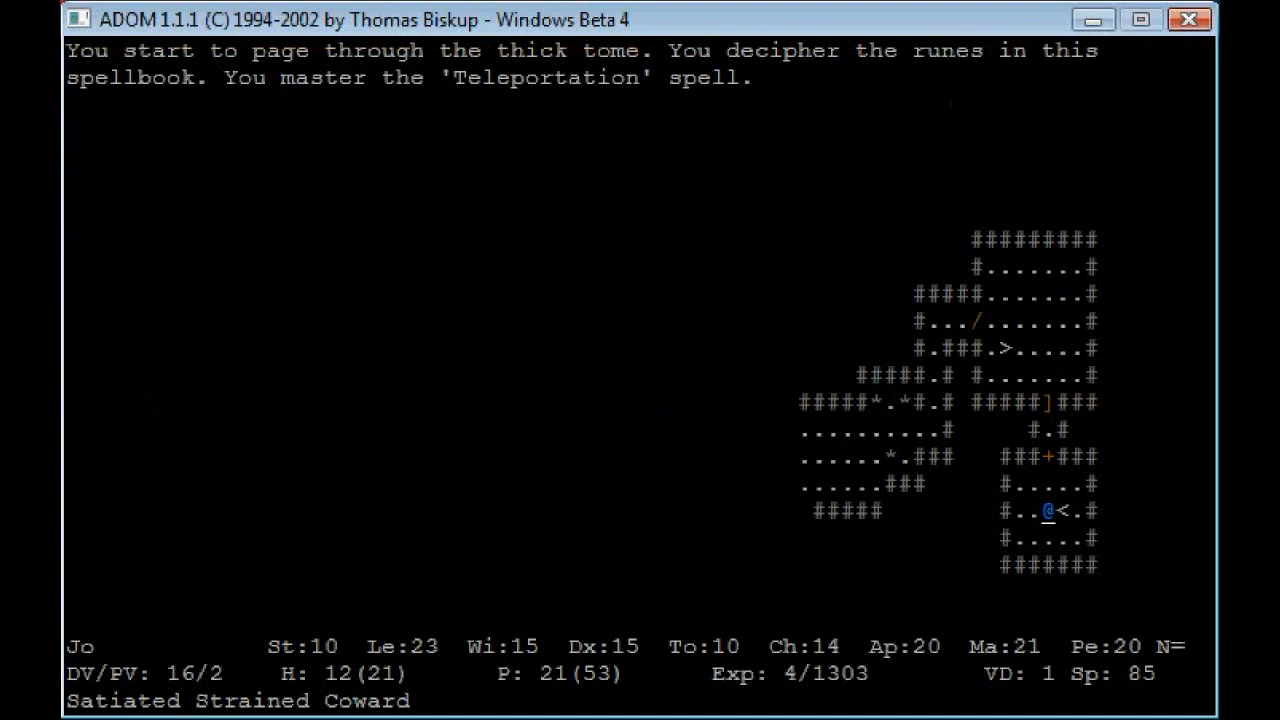 ADOM 1.1.1 (C) 1994-2002 by Thomas Biskup - Windows Beta 4
You start to page through the thick tome. You decipher the runes in this
spellbook. You master the 'Teleportation' spell.
#########
#.......#
#####.......#
#.../.......#
#.###.>.....#
#####.# #.......#
#####*.*#.# #####]###
..........# #.#
......*.### ###+###
......### #.....#
##### #..@<.#
#.....#
#######
Jo St:10 Le:23 Wi:15 Dx:15 To:10 Ch:14 Ap:20 Ma:21 Pe:20 N=
DV/PV: 16/2 H: 12(21) P: 21(53) Exp: 4/1303 VD: 1 Sp: 85
Satiated Strained Coward